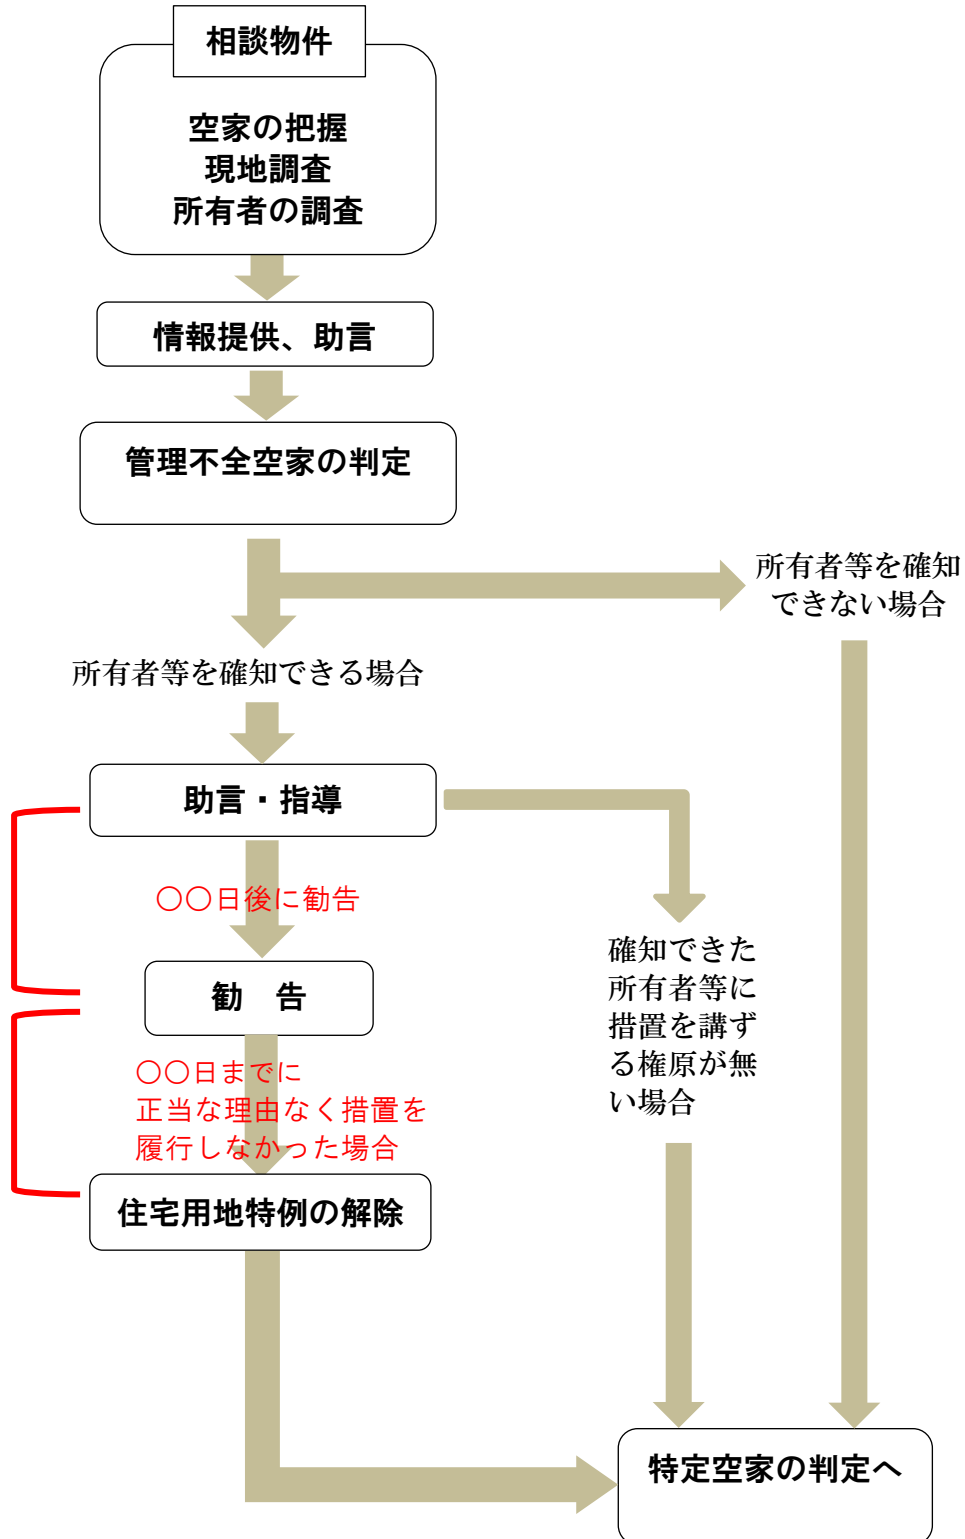 相談物件
空家の把握
現地調査
所有者の調査
情報提供、助言
管理不全空家の判定
所有者等を確知
できない場合
所有者等を確知できる場合
助言・指導
〇〇日後に勧告
確知できた
所有者等に
措置を講ず
る権原が無
い場合
勧　告
〇〇日までに
正当な理由なく措置を
履行しなかった場合
住宅用地特例の解除
特定空家の判定へ